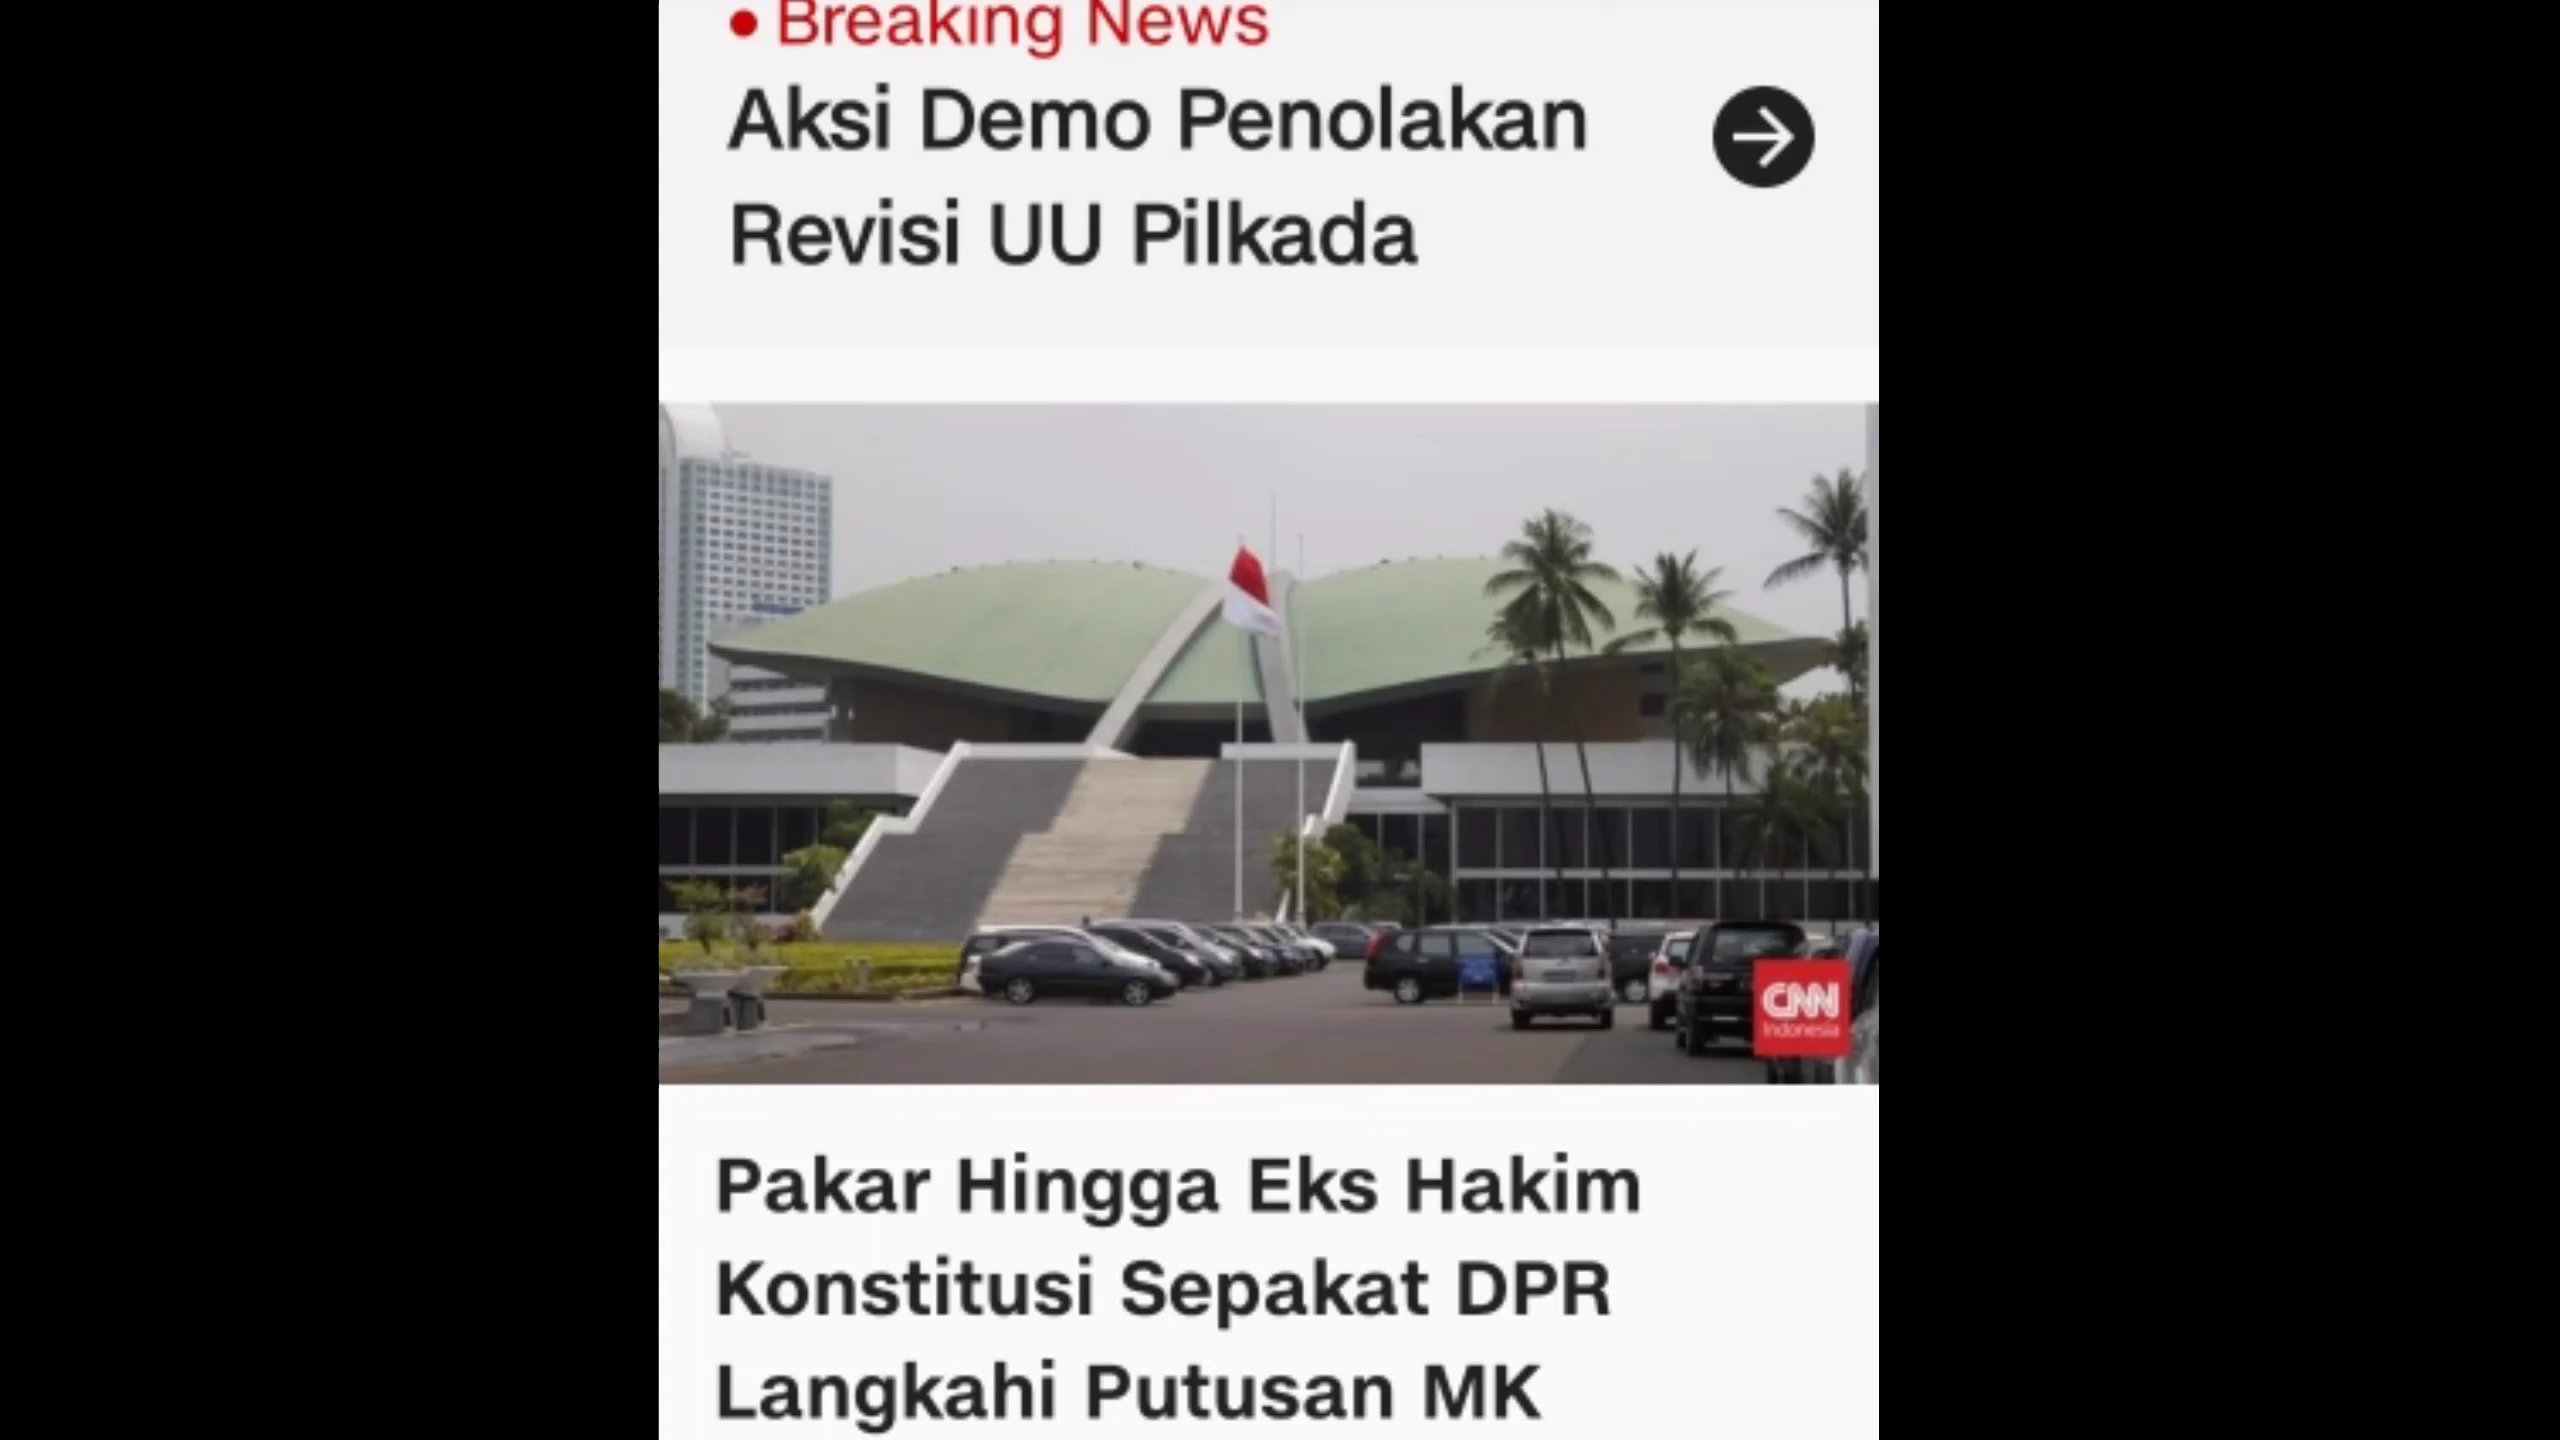 Breaking News
Aksi Demo Penolakan
Revisi UU Pilkada
CNN
Indonesia
Pakar Hingga Eks Hakim
Konstitusi Sepakat DPR
Langkahi Putusan MK